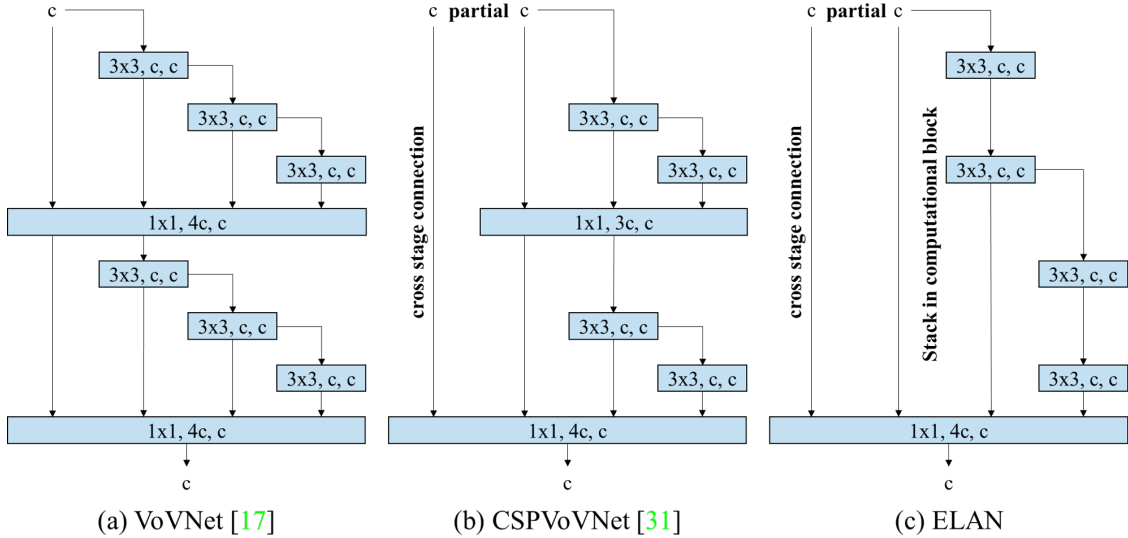 c
3x3, c, c
3x3, c, c
3x3, c, c
1x1, 4c, c
3x3, c, c
3x3, c, c
3x3, c, c
1x1, 4c, c
c
(a) VoVNet [17]
c partial c
cross stage connection
3x3, c, c
3x3, c, c
1x1, 3c, c
3x3, c, c
3x3, c, c
1x1, 4c, c
c
(b) CSPVoVNet [31]
c partial c
cross stage connection
Stack in computational block
3x3, c, c
3x3, c, c
3x3, c, c
3x3, c, c
1x1, 4c, c
c
(c) ELAN